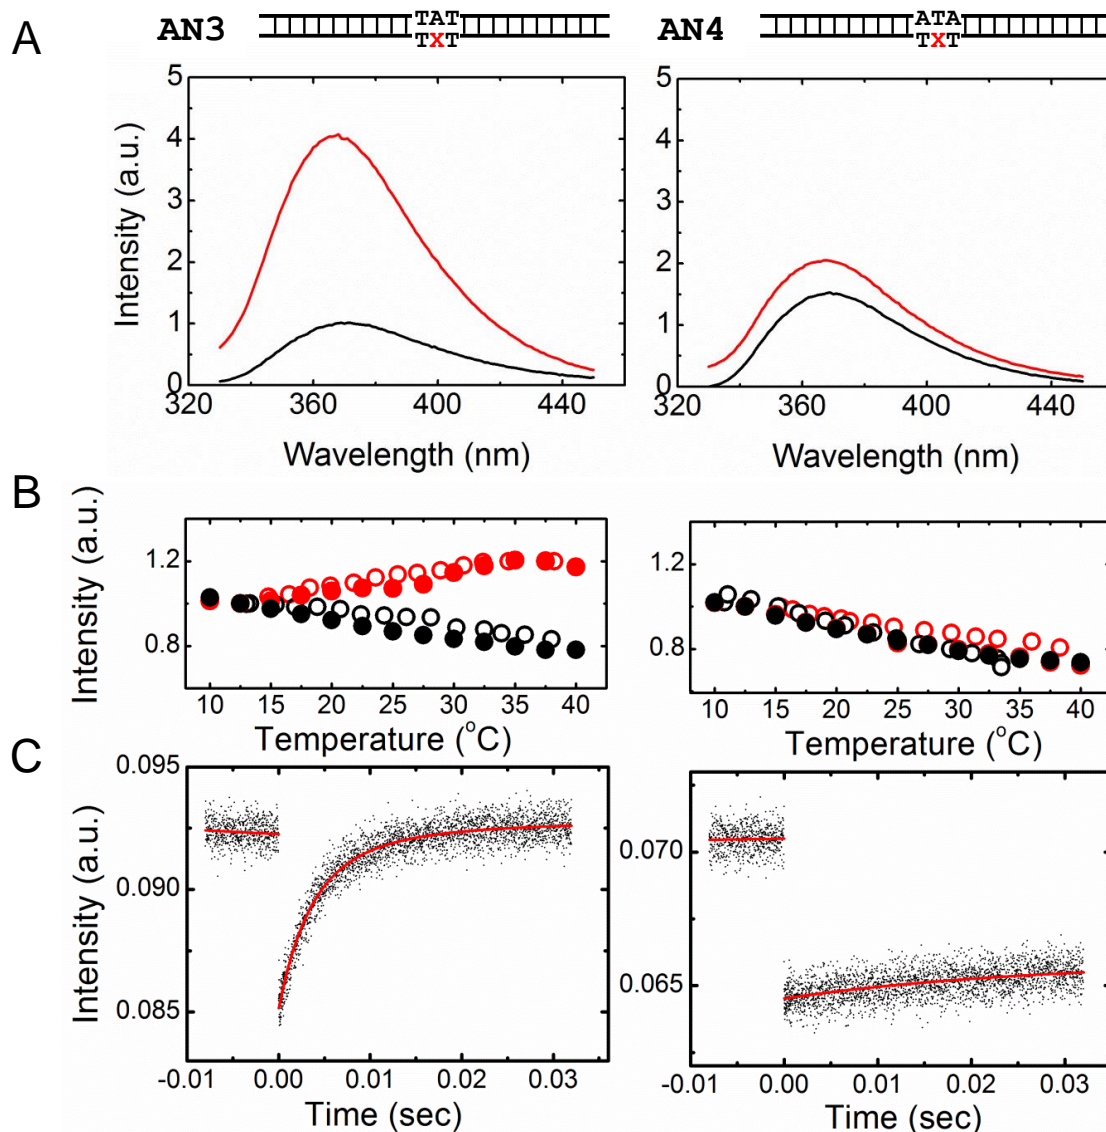 A
AN3
TAT
TXT
AN4
ATA
TXT
5
4
3
2
1
0
320
360
400
440
Intensity (a.u.)
Wavelength (nm)
5
4
3
2
1
0
320
360
400
440
Wavelength (nm)
B
Intensity (a.u.)
1.2
0.8
10 15 20 25 30 35 40
Temperature (°C)
10 15 20 25 30 35 40
Temperature (°C)
C
Intensity (a.u.)
0.095
0.090
0.085
-0.01 0.00 0.01 0.02 0.03
Time (sec)
0.070
0.065
-0.01 0.00 0.01 0.02 0.03
Time (sec)